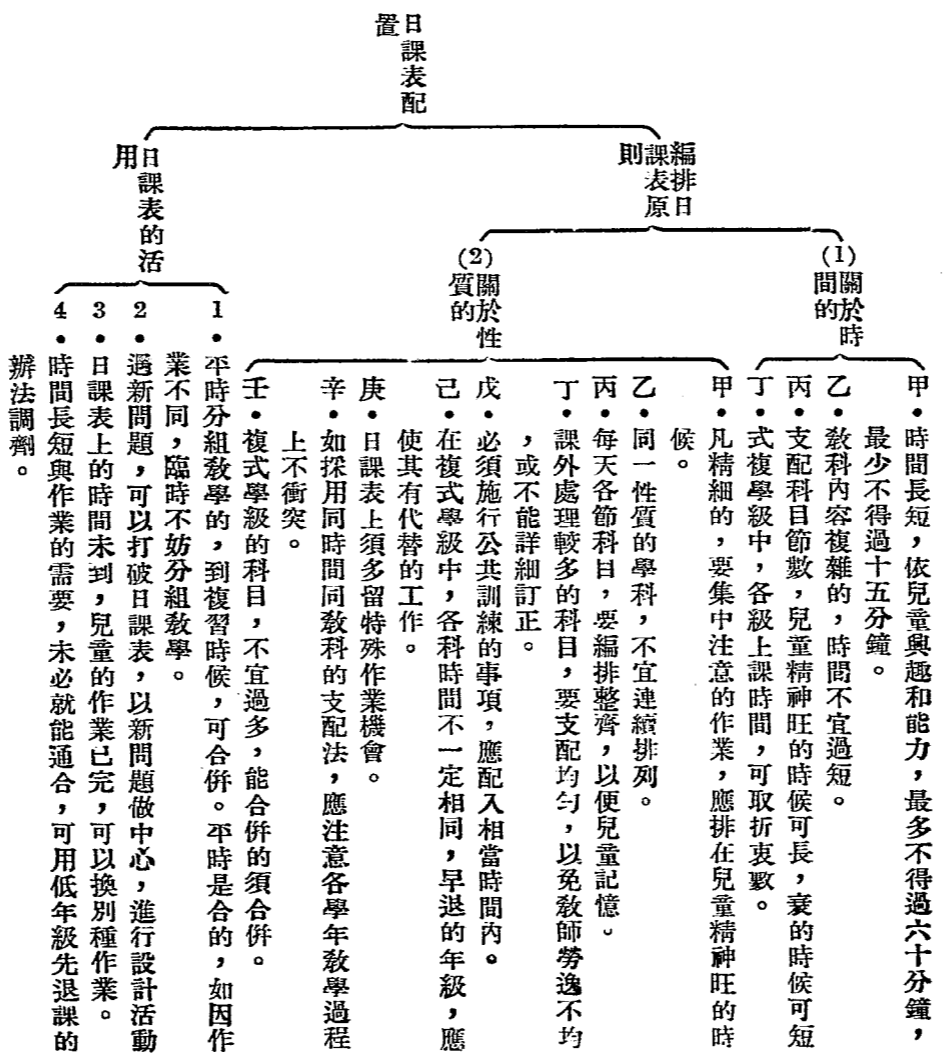 日課表配
置
編排日
課表原
則
(1)
關於時
間的
甲•時間長短，依兒童興趣和能力，最多不得過六十分鐘，
最少不得過十五分鐘。
乙•敎科內容複雜的，時間不宜過短。
丙•支配科目節數，兒童精神旺的時候可長，衰的時候可短
丁•式複學級中，各級上課時間，可取折衷數。
(2)
關於性
質的
甲•凡精細的，要集中注意的作業，應排在兒童精神旺的時
候。
乙•同一性質的學科，不宜連續排列。
丙•每天各節科目，要編排整齊，以便兒童記憶。
丁•課外處理較多的科目，要支配均勻，以免敎師勞逸不均
，或不能詳細訂正。
戊•必須施行公共訓練的事項，應配入相當時間內。
己•在複式學級中，各科時間不一定相同，早退的年級，應
使其有代替的工作。
庚•日課表上須多留特殊作業機會。
辛•如採用同時間同敎科的支配法，應注意各學年敎學過程
上不衝突。
壬•複式學級的科目，不宜過多，能合併的須合併。
日課表的活
用
1•平時分組敎學的，到複習時候，可合併。平時是合的，如因作
業不同，臨時不妨分組敎學。
2•遇新問題，可以打破日課表，以新問題做中心，進行設計活動
3•日課表上的時間未到，兒童的作業已完，可以換別種作業。
4•時間長短與作業的需要，未必就能適合，可用低年級先退課的
辦法調劑。